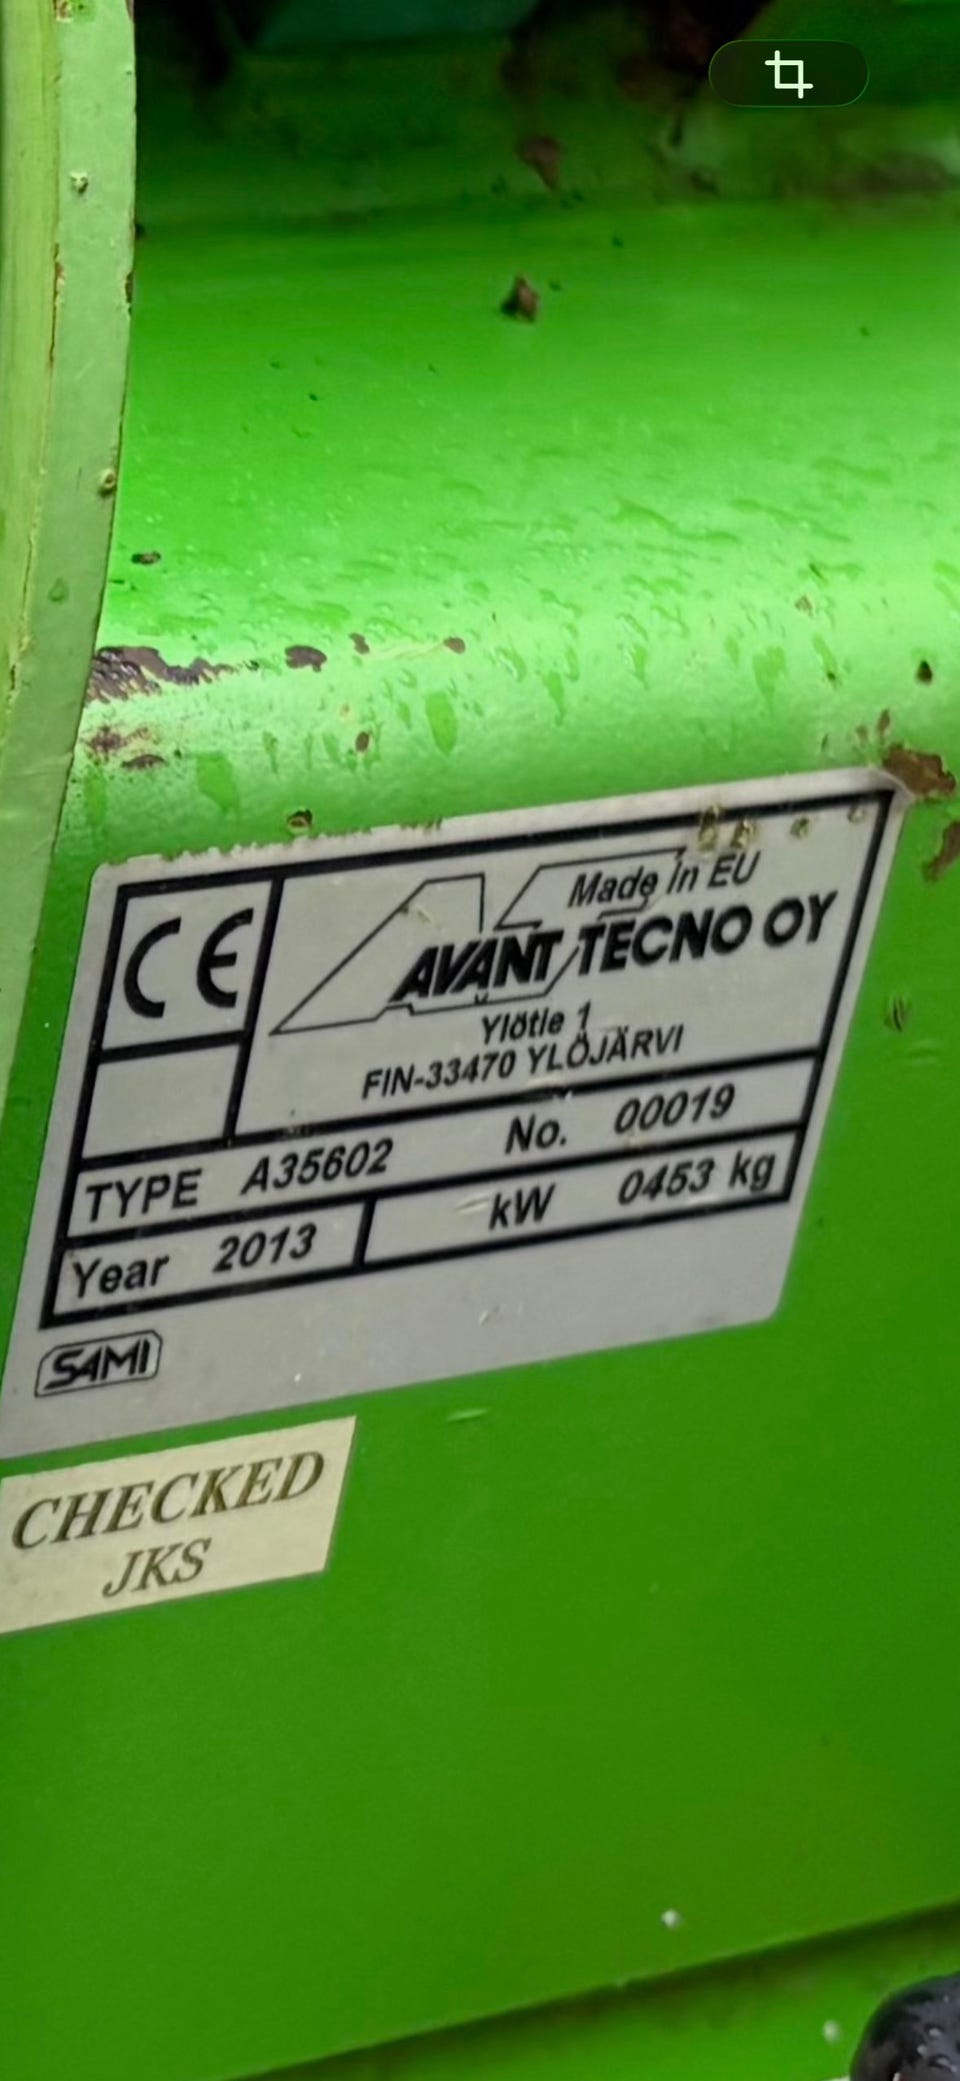 CE
Made in EU
AVANT TECNO OY
Ylötie 1
FIN-33470 YLÖJÄRVI
TYPE A35602 No. 00019
Year 2013 kW 0453 kg
SAMI
CHECKED
JKS